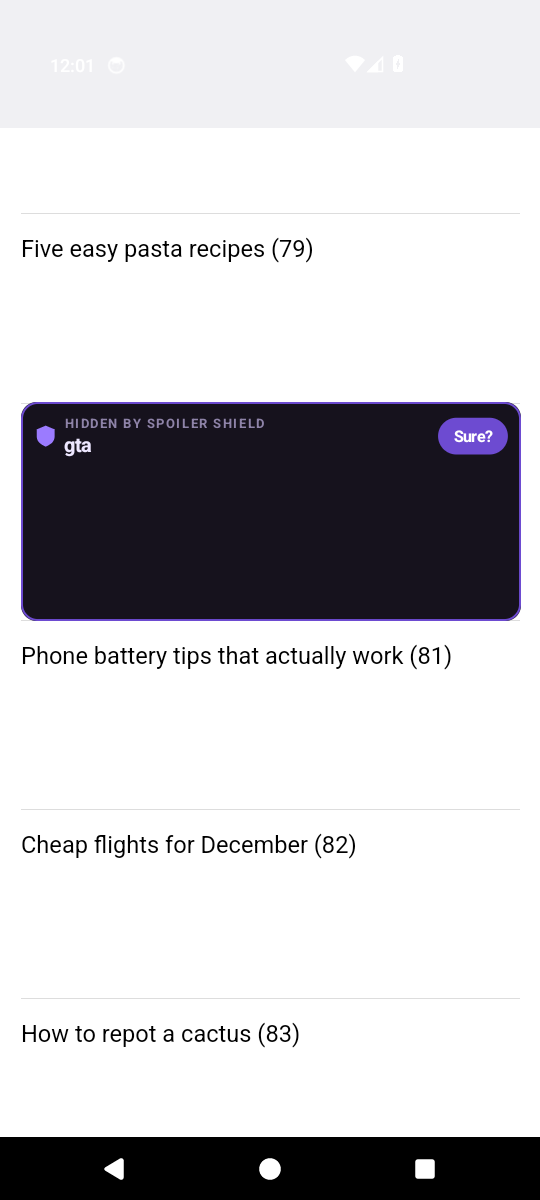 12:01
Five easy pasta recipes (79)
HIDDEN BY SPOILER SHIELD
gta
Sure?
Phone battery tips that actually work (81)
Cheap flights for December (82)
How to repot a cactus (83)